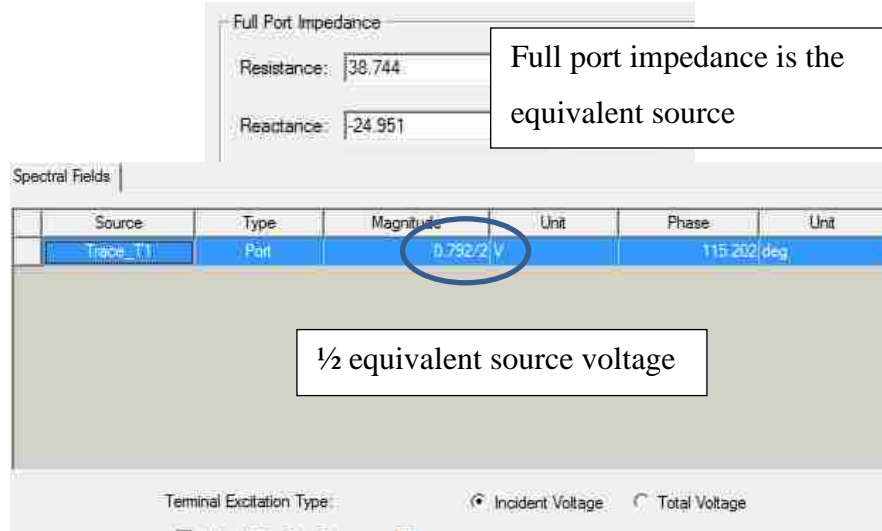 Full Port Impedance
Resistance: 38.744
Reactance: -24.951
Full port impedance is the
equivalent source
Spectral Fields
Source Type Magnitude Unit Phase Unit
Trace_T1 Port 0.792/2 V 115.202 deg
½ equivalent source voltage
Terminal Excitation Type: Incident Voltage Total Voltage